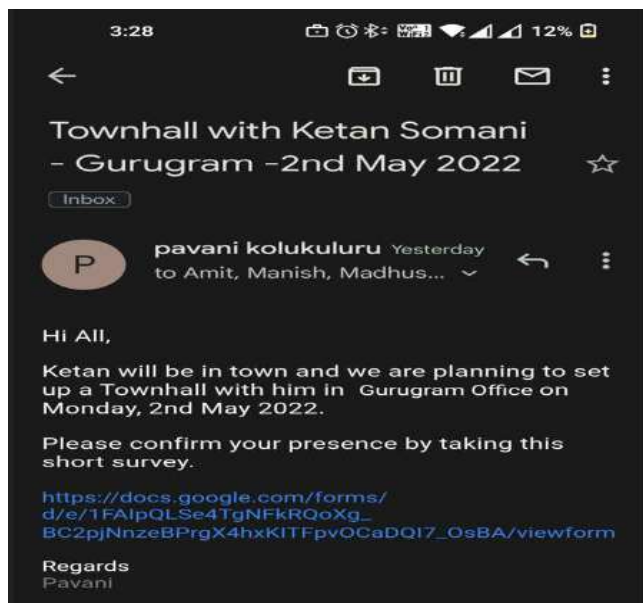 3:28
12%
Townhall with Ketan Somani
- Gurugram -2nd May 2022
Inbox
P
pavani kolukuluru Yesterday
to Amit, Manish, Madhus...
Hi All,
Ketan will be in town and we are planning to set
up a Townhall with him in Gurugram Office on
Monday, 2nd May 2022.
Please confirm your presence by taking this
short survey.
https://docs.google.com/forms/
d/e/1FAIpQLSe4TgNFkRQoXg_
BC2pjNnzeBPrgX4hxKITFpvOCaDQI7_OsBA/viewform
Regards
Pavani